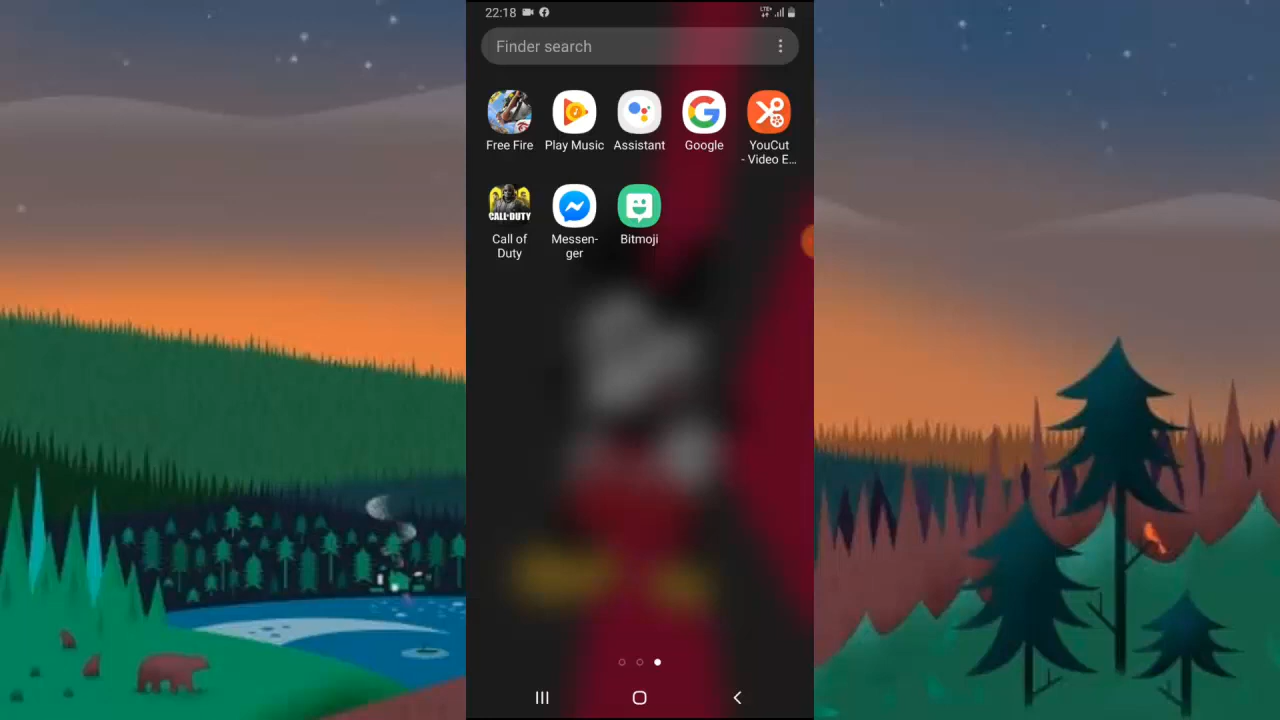 22:18
LTE+
Finder search
Free Fire
Play Music
Assistant
Google
YouCut
- Video E...
CALL·DUTY
Call of
Duty
Messen-
ger
Bitmoji